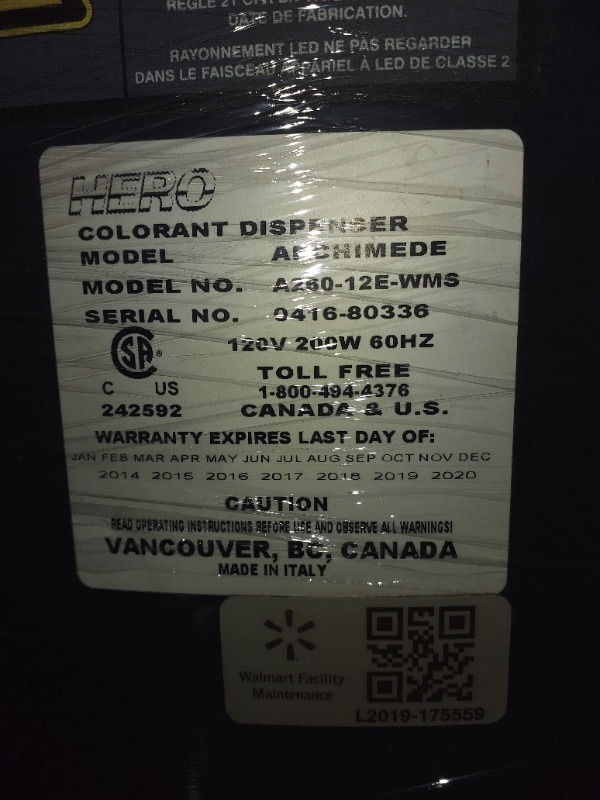 DATE DE FABRICATION.
RAYONNEMENT LED NE PAS REGARDER
DANS LE FAISCEAU APPARIEL À LED DE CLASSE 2
HERO
COLORANT DISPENSER
MODEL ARCHIMEDE
MODEL NO. A260-12E-WMS
SERIAL NO. 0416-80336
120V 200W 60HZ
TOLL FREE
1-800-494-4376
CANADA & U.S.
SA ®
C US
242592
WARRANTY EXPIRES LAST DAY OF:
JAN FEB MAR APR MAY JUN JUL AUG SEP OCT NOV DEC
2014 2015 2016 2017 2018 2019 2020
CAUTION
READ OPERATING INSTRUCTIONS BEFORE USE AND OBSERVE ALL WARNINGS!
VANCOUVER, BC, CANADA
MADE IN ITALY
Walmart Facility
Maintenance
L2019-175559